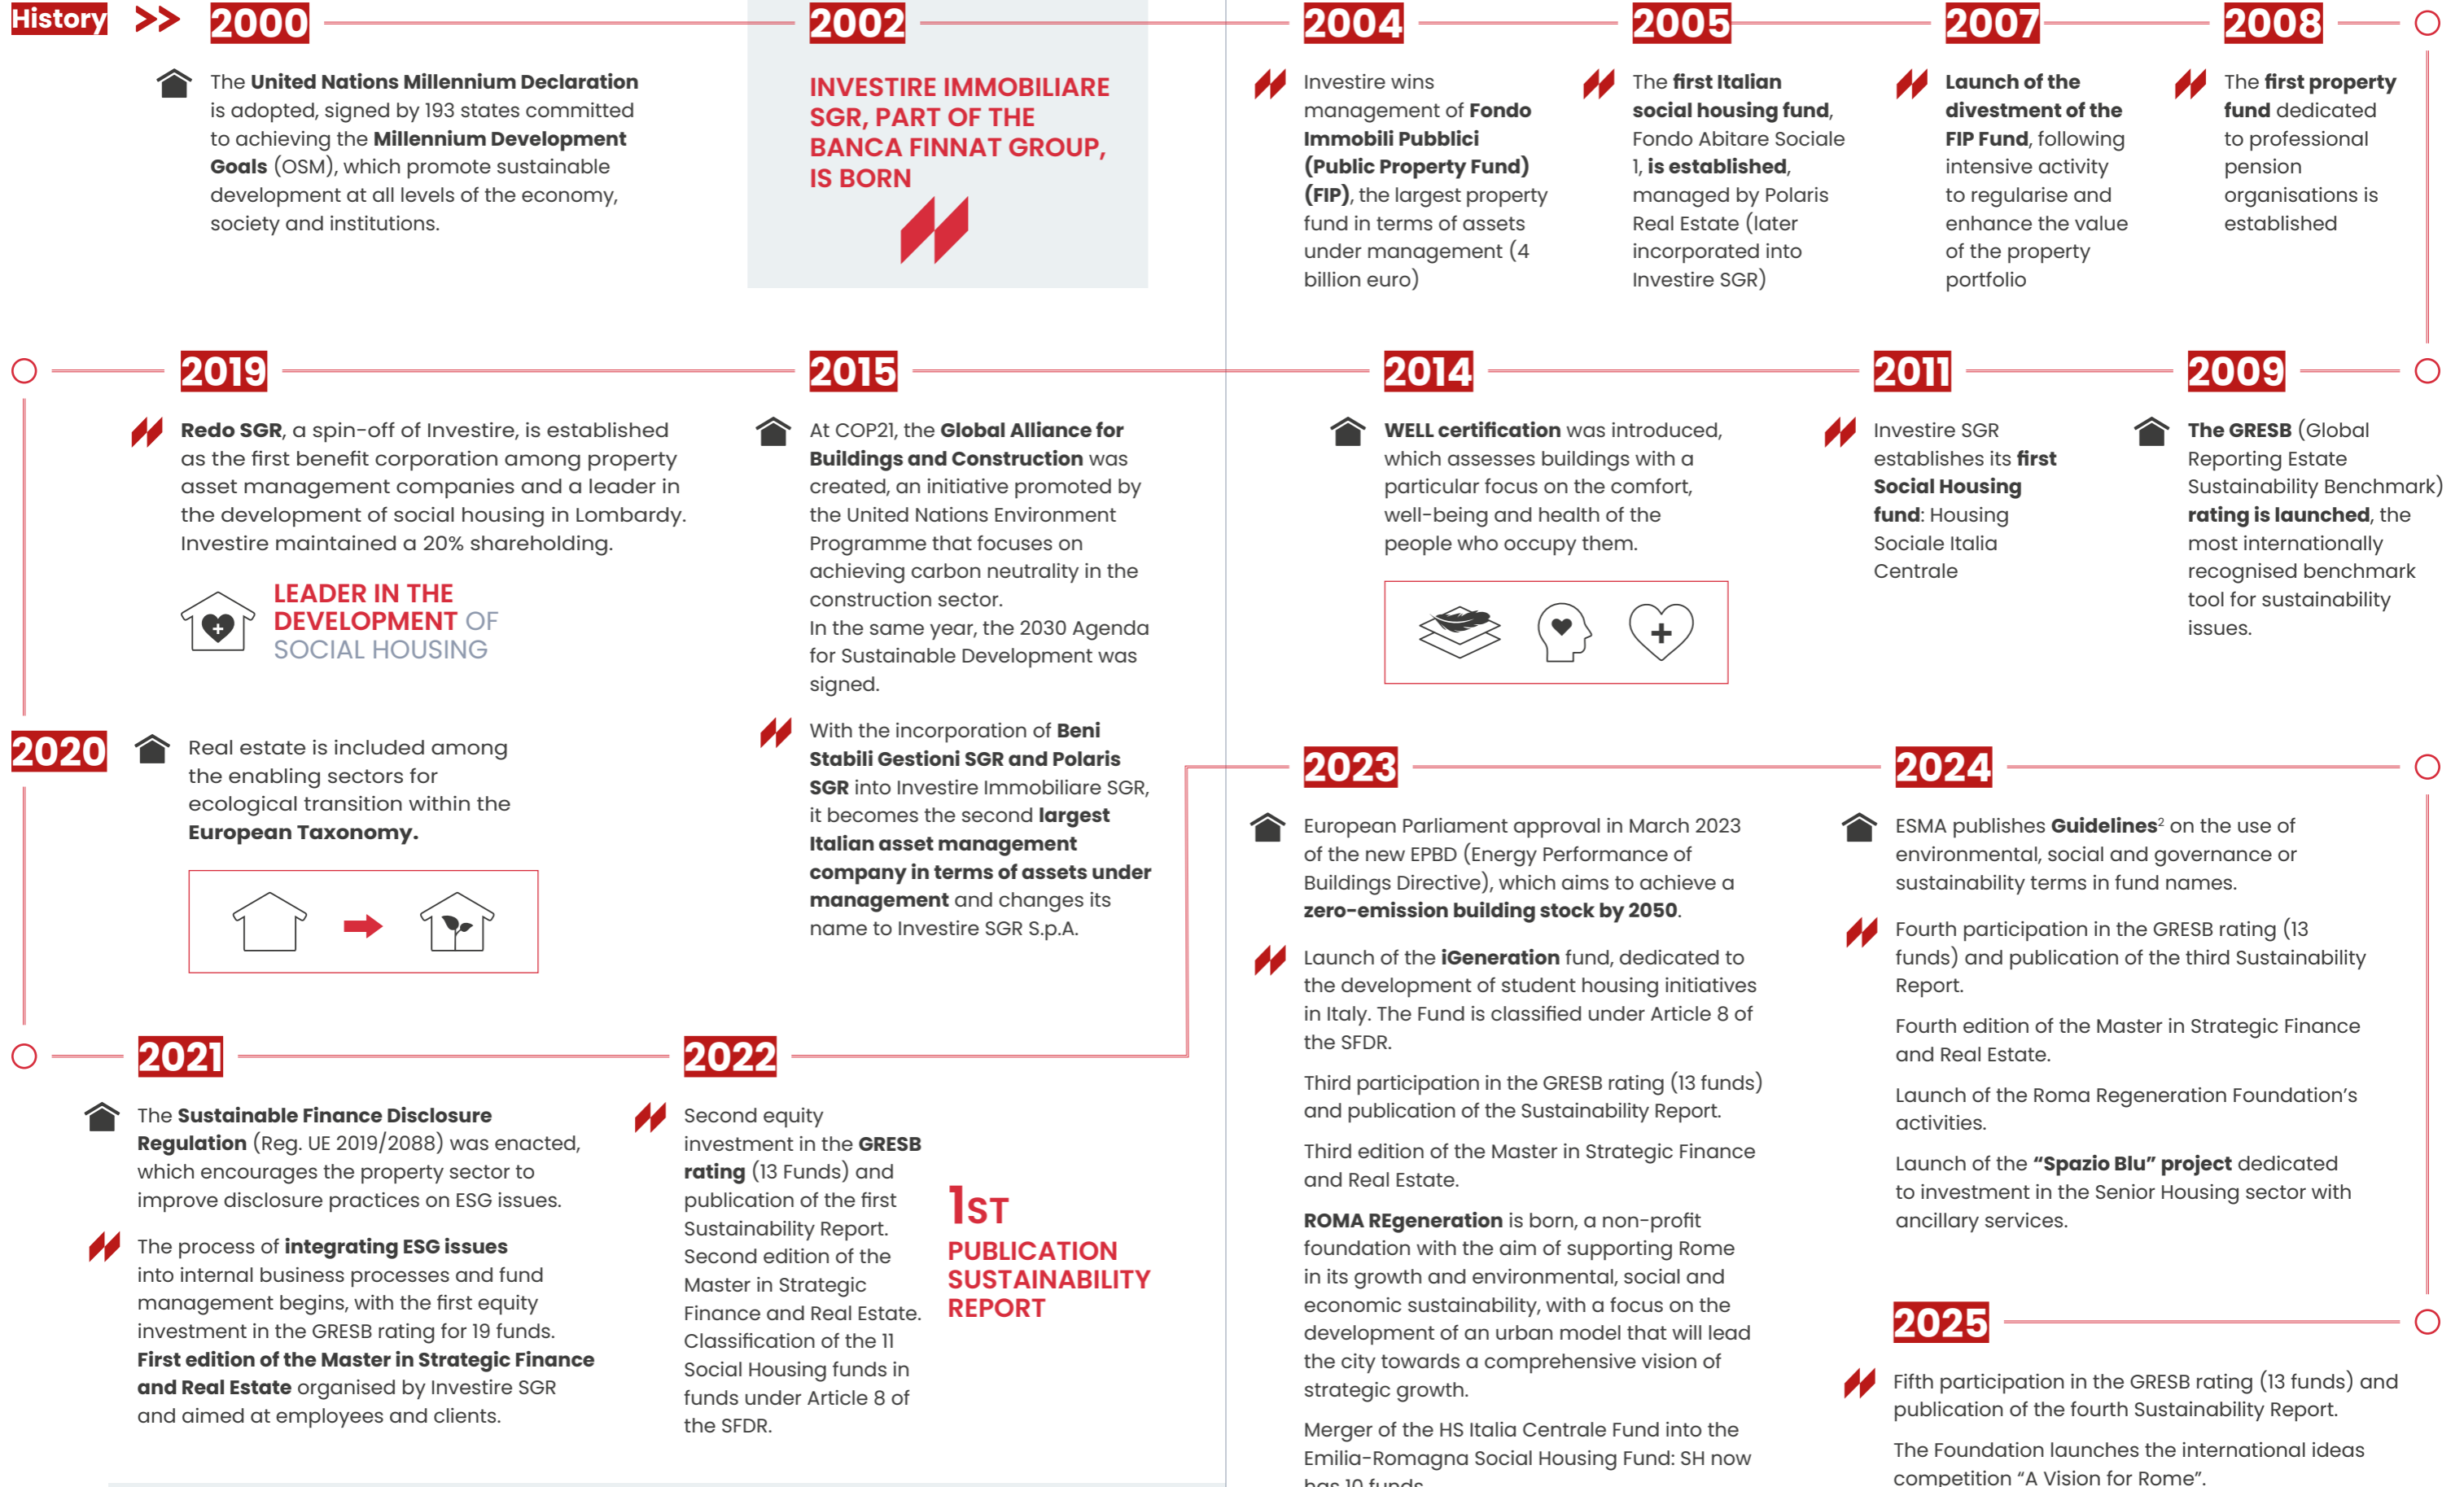 History
2000
The United Nations Millennium Declaration
is adopted, signed by 193 states committed
to achieving the Millennium Development
Goals (OSM), which promote sustainable
development at all levels of the economy,
society and institutions.
2002
INVESTIRE IMMOBILIARE
SGR, PART OF THE
BANCA FINNAT GROUP,
IS BORN
2004
Investire wins
management of Fondo
Immobili Pubblici
(Public Property Fund)
(FIP), the largest property
fund in terms of assets
under management (4
billion euro)
2005
The first Italian
social housing fund,
Fondo Abitare Sociale
1, is established,
managed by Polaris
Real Estate (later
incorporated into
Investire SGR)
2007
Launch of the
divestment of the
FIP Fund, following
intensive activity
to regularise and
enhance the value
of the property
portfolio
2008
The first property
fund dedicated
to professional
pension
organisations is
established
2009
The GRESB (Global
Reporting Estate
Sustainability Benchmark)
rating is launched, the
most internationally
recognised benchmark
tool for sustainability
issues.
2011
Investire SGR
establishes its first
Social Housing
fund: Housing
Sociale Italia
Centrale
2014
WELL certification was introduced,
which assesses buildings with a
particular focus on the comfort,
well-being and health of the
people who occupy them.
2015
At COP21, the Global Alliance for
Buildings and Construction was
created, an initiative promoted by
the United Nations Environment
Programme that focuses on
achieving carbon neutrality in the
construction sector.
In the same year, the 2030 Agenda
for Sustainable Development was
signed.
With the incorporation of Beni
Stabili Gestioni SGR and Polaris
SGR into Investire Immobiliare SGR,
it becomes the second largest
Italian asset management
company in terms of assets under
management and changes its
name to Investire SGR S.p.A.
2019
Redo SGR, a spin-off of Investire, is established
as the first benefit corporation among property
asset management companies and a leader in
the development of social housing in Lombardy.
Investire maintained a 20% shareholding.
LEADER IN THE
DEVELOPMENT OF
SOCIAL HOUSING
2020
Real estate is included among
the enabling sectors for
ecological transition within the
European Taxonomy.
2021
The Sustainable Finance Disclosure
Regulation (Reg. UE 2019/2088) was enacted,
which encourages the property sector to
improve disclosure practices on ESG issues.
The process of integrating ESG issues
into internal business processes and fund
management begins, with the first equity
investment in the GRESB rating for 19 funds.
First edition of the Master in Strategic Finance
and Real Estate organised by Investire SGR
and aimed at employees and clients.
2022
Second equity
investment in the GRESB
rating (13 Funds) and
publication of the first
Sustainability Report.
Second edition of the
Master in Strategic
Finance and Real Estate.
Classification of the 11
Social Housing funds in
funds under Article 8 of
the SFDR.
1ST
PUBLICATION
SUSTAINABILITY
REPORT
2023
European Parliament approval in March 2023
of the new EPBD (Energy Performance of
Buildings Directive), which aims to achieve a
zero-emission building stock by 2050.
Launch of the iGeneration fund, dedicated to
the development of student housing initiatives
in Italy. The Fund is classified under Article 8 of
the SFDR.
Third participation in the GRESB rating (13 funds)
and publication of the Sustainability Report.
Third edition of the Master in Strategic Finance
and Real Estate.
ROMA REgeneration is born, a non-profit
foundation with the aim of supporting Rome
in its growth and environmental, social and
economic sustainability, with a focus on the
development of an urban model that will lead
the city towards a comprehensive vision of
strategic growth.
Merger of the HS Italia Centrale Fund into the
Emilia-Romagna Social Housing Fund: SH now
has 10 funds
2024
ESMA publishes Guidelines² on the use of
environmental, social and governance or
sustainability terms in fund names.
Fourth participation in the GRESB rating (13
funds) and publication of the third Sustainability
Report.
Fourth edition of the Master in Strategic Finance
and Real Estate.
Launch of the Roma Regeneration Foundation’s
activities.
Launch of the “Spazio Blu” project dedicated
to investment in the Senior Housing sector with
ancillary services.
2025
Fifth participation in the GRESB rating (13 funds) and
publication of the fourth Sustainability Report.
The Foundation launches the international ideas
competition “A Vision for Rome”.